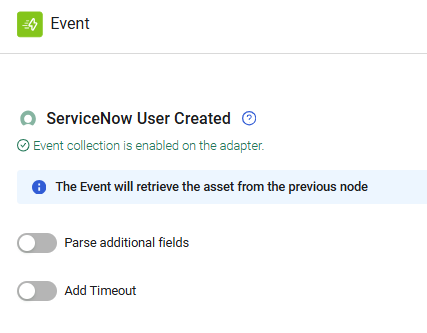 Event
ServiceNow User Created
Event collection is enabled on the adapter.
The Event will retrieve the asset from the previous node
Parse additional fields
Add Timeout